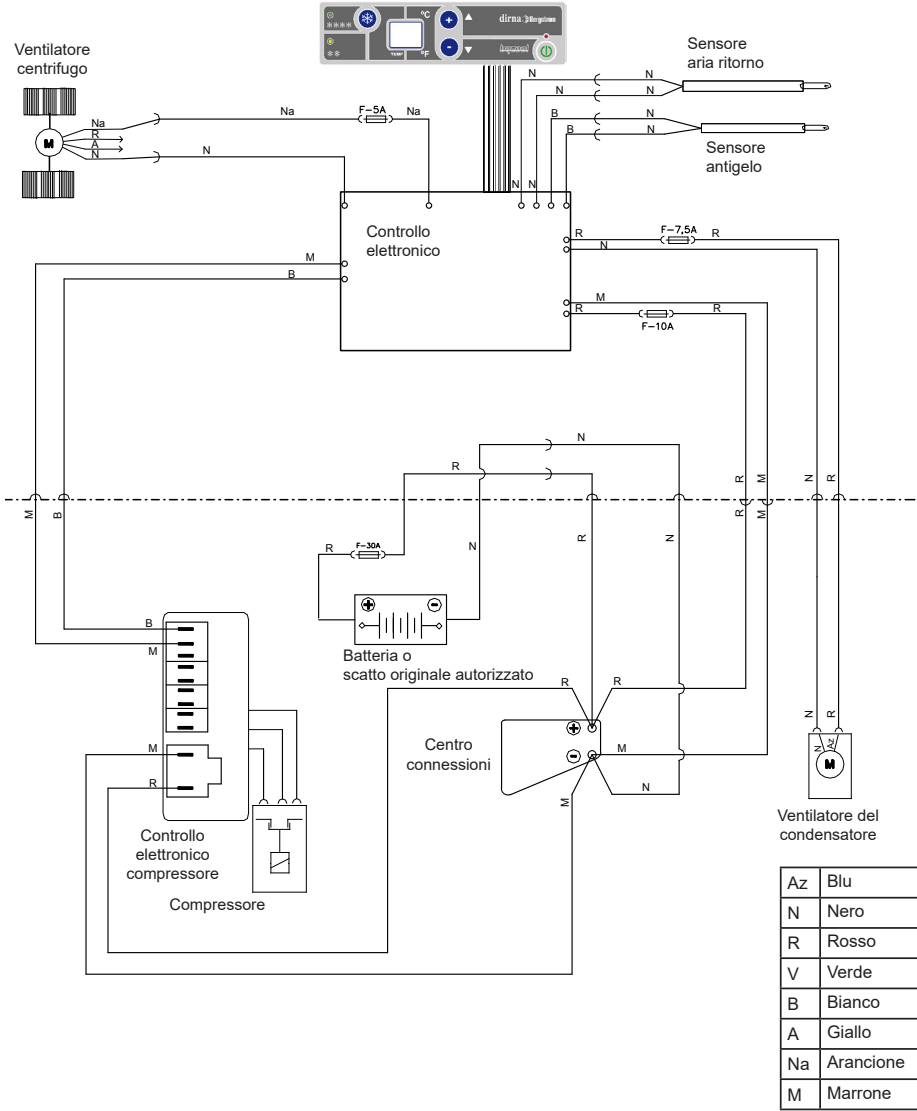 °C
+
dirna Bergstrom
****
**
TEMP
°F
-
bycool
Ventilatore
centrifugo
Sensore
aria ritorno
N
N
N
N
Na
Na
F-5A
Na
R
A
N
N
M
B
N
B
N
Sensore
antigelo
N
N
Controllo
elettronico
R
F-7,5A
R
N
M
B
M
R
F-10A
R
N
R
R
M
N
R
M
B
R
M
R
F-30A
N
R
N
+
-
Batteria o
scatto originale autorizzato
B
M
R
R
N
R
M
R
Centro
connessioni
+
-
M
N
M
N
Az
M
Ventilatore del
condensatore
Controllo
elettronico
compressore
Compressore
Az Blu
N Nero
R Rosso
V Verde
B Bianco
A Giallo
Na Arancione
M Marrone